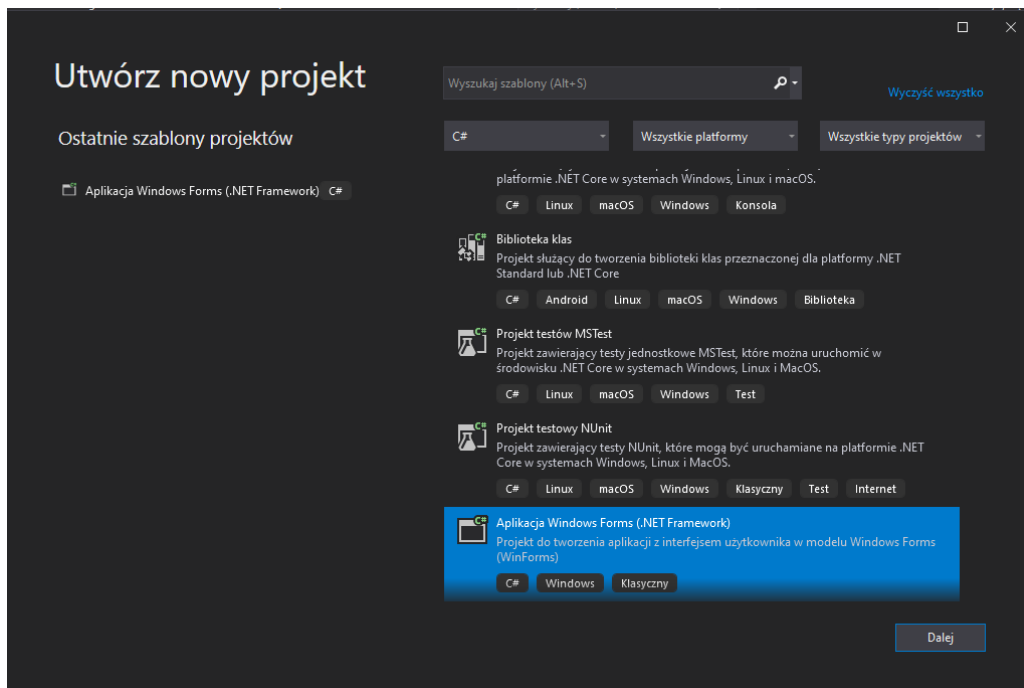 Utwórz nowy projekt
Wyszukaj szablony (Alt+S)
Wyczyść wszystko
Ostatnie szablony projektów
C#
Wszystkie platformy
Wszystkie typy projektów
Aplikacja Windows Forms (.NET Framework) C#
platformie .NET Core w systemach Windows, Linux i macOS.
C# Linux macOS Windows Konsola
C#
Biblioteka klas
Projekt służący do tworzenia biblioteki klas przeznaczonej dla platformy .NET
Standard lub .NET Core
C# Android Linux macOS Windows Biblioteka
C#
Projekt testów MSTest
Projekt zawierający testy jednostkowe MSTest, które można uruchomić w
środowisku .NET Core w systemach Windows, Linux i MacOS.
C# Linux macOS Windows Test
C#
Projekt testowy NUnit
Projekt zawierający testy NUnit, które mogą być uruchamiane na platformie .NET
Core w systemach Windows, Linux i MacOS.
C# Linux macOS Windows Klasyczny Test Internet
C#
Aplikacja Windows Forms (.NET Framework)
Projekt do tworzenia aplikacji z interfejsem użytkownika w modelu Windows Forms
(WinForms)
C# Windows Klasyczny
Dalej